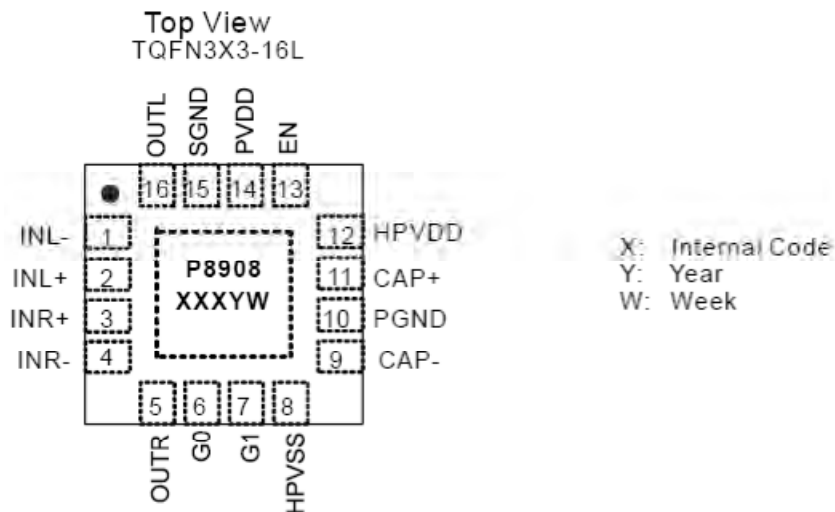 Top View
TQFN3X3-16L
OUTL SGND PVDD EN
16 15 14 13
INL- 1 12 HPVDD
INL+ 2 11 CAP+
INR+ 3 10 PGND
INR- 4 9 CAP-
P8908
XXXYW
5 6 7 8
OUTR G0 G1 HPVSS
X: Internal Code
Y: Year
W: Week